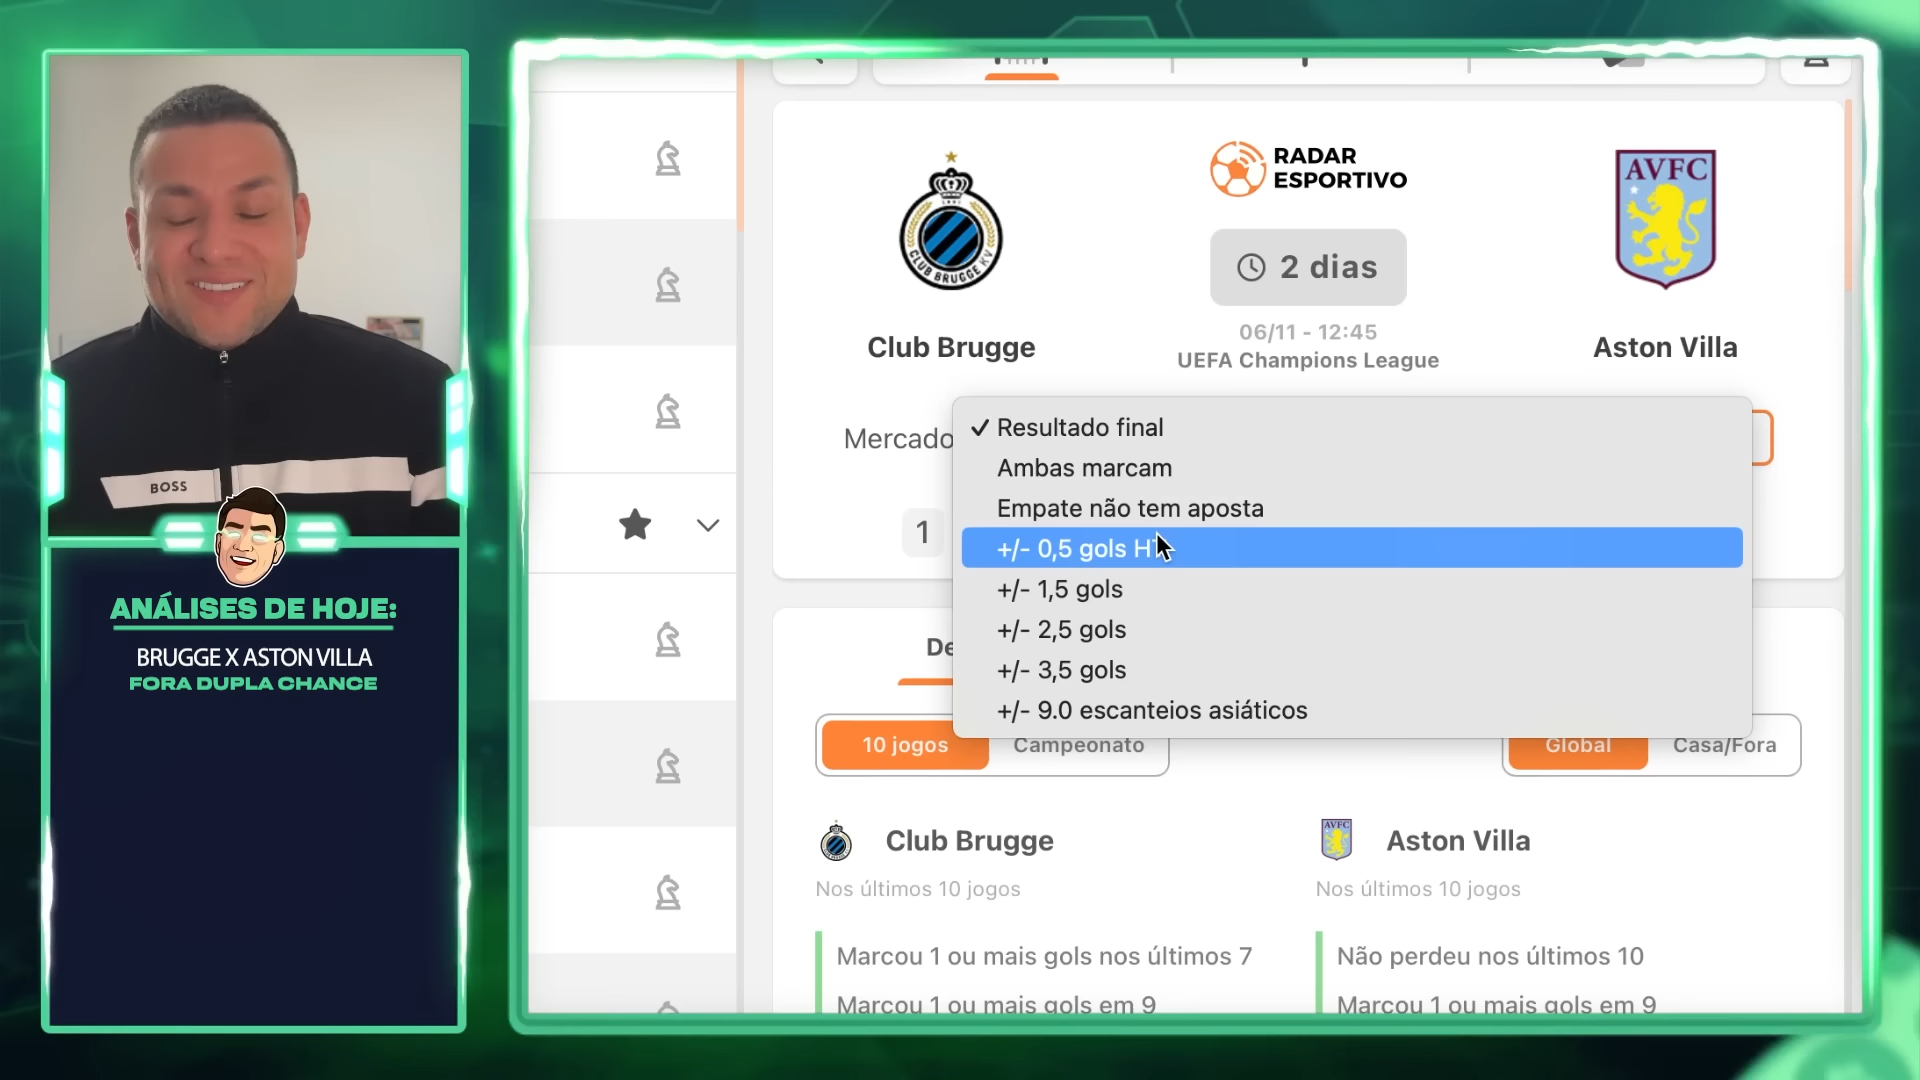 BOSS
ANÁLISES DE HOJE:
BRUGGE X ASTON VILLA
FORA DUPLA CHANCE
CLUB BRUGGE KV
RADAR
ESPORTIVO
AVFC
2 dias
06/11 - 12:45
UEFA Champions League
Club Brugge
Aston Villa
Mercado
✓ Resultado final
Ambas marcam
Empate não tem aposta
+/- 0,5 gols HT
+/- 1,5 gols
+/- 2,5 gols
+/- 3,5 gols
+/- 9.0 escanteios asiáticos
1
De
10 jogos
Campeonato
Global
Casa/Fora
Club Brugge
Nos últimos 10 jogos
Marcou 1 ou mais gols nos últimos 7
Marcou 1 ou mais gols em 9
AVFC
Aston Villa
Nos últimos 10 jogos
Não perdeu nos últimos 10
Marcou 1 ou mais gols em 9